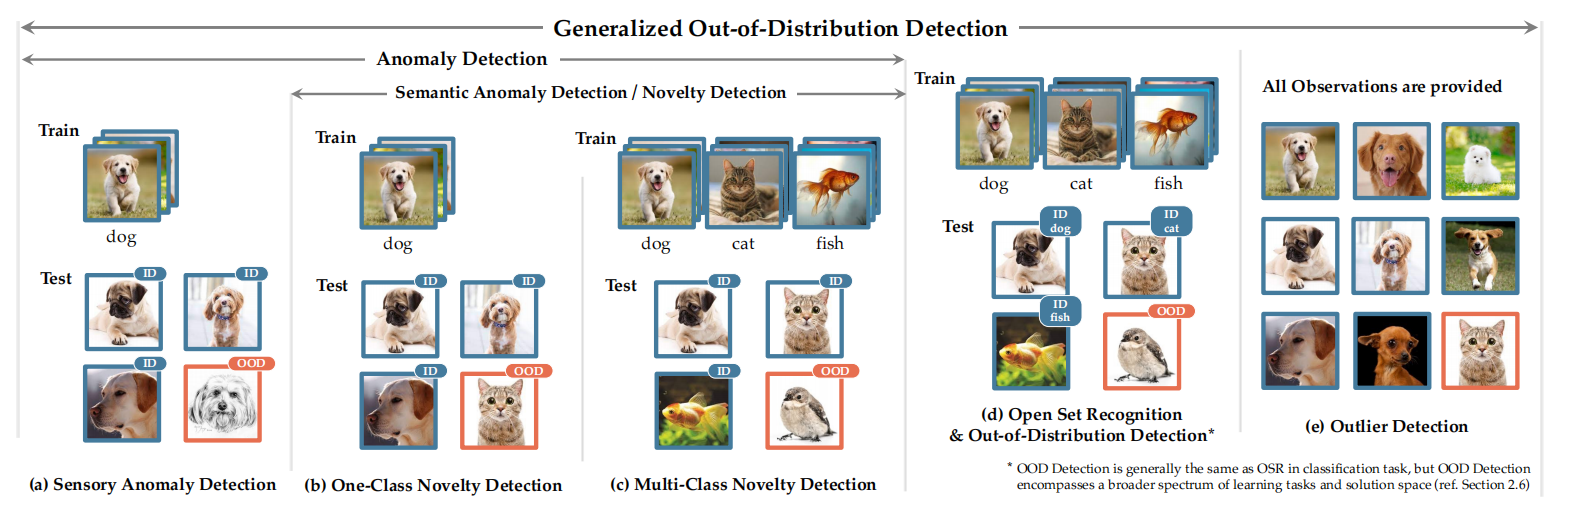 Generalized Out-of-Distribution Detection
Anomaly Detection
Semantic Anomaly Detection / Novelty Detection
Train
dog
Test
ID
ID
ID
OOD
(a) Sensory Anomaly Detection
Train
dog
Test
ID
ID
ID
OOD
(b) One-Class Novelty Detection
Train
dog
cat
fish
Test
ID
ID
ID
OOD
(c) Multi-Class Novelty Detection
Train
dog
cat
fish
Test
ID
dog
ID
cat
ID
fish
OOD
(d) Open Set Recognition
& Out-of-Distribution Detection*
All Observations are provided
(e) Outlier Detection
* OOD Detection is generally the same as OSR in classification task, but OOD Detection
encompasses a broader spectrum of learning tasks and solution space (ref. Section 2.6)